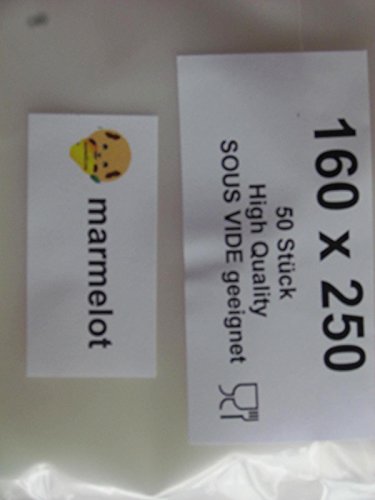 160 x 250
50 Stück
High Quality
SOUS VIDE geeignet
marmelot